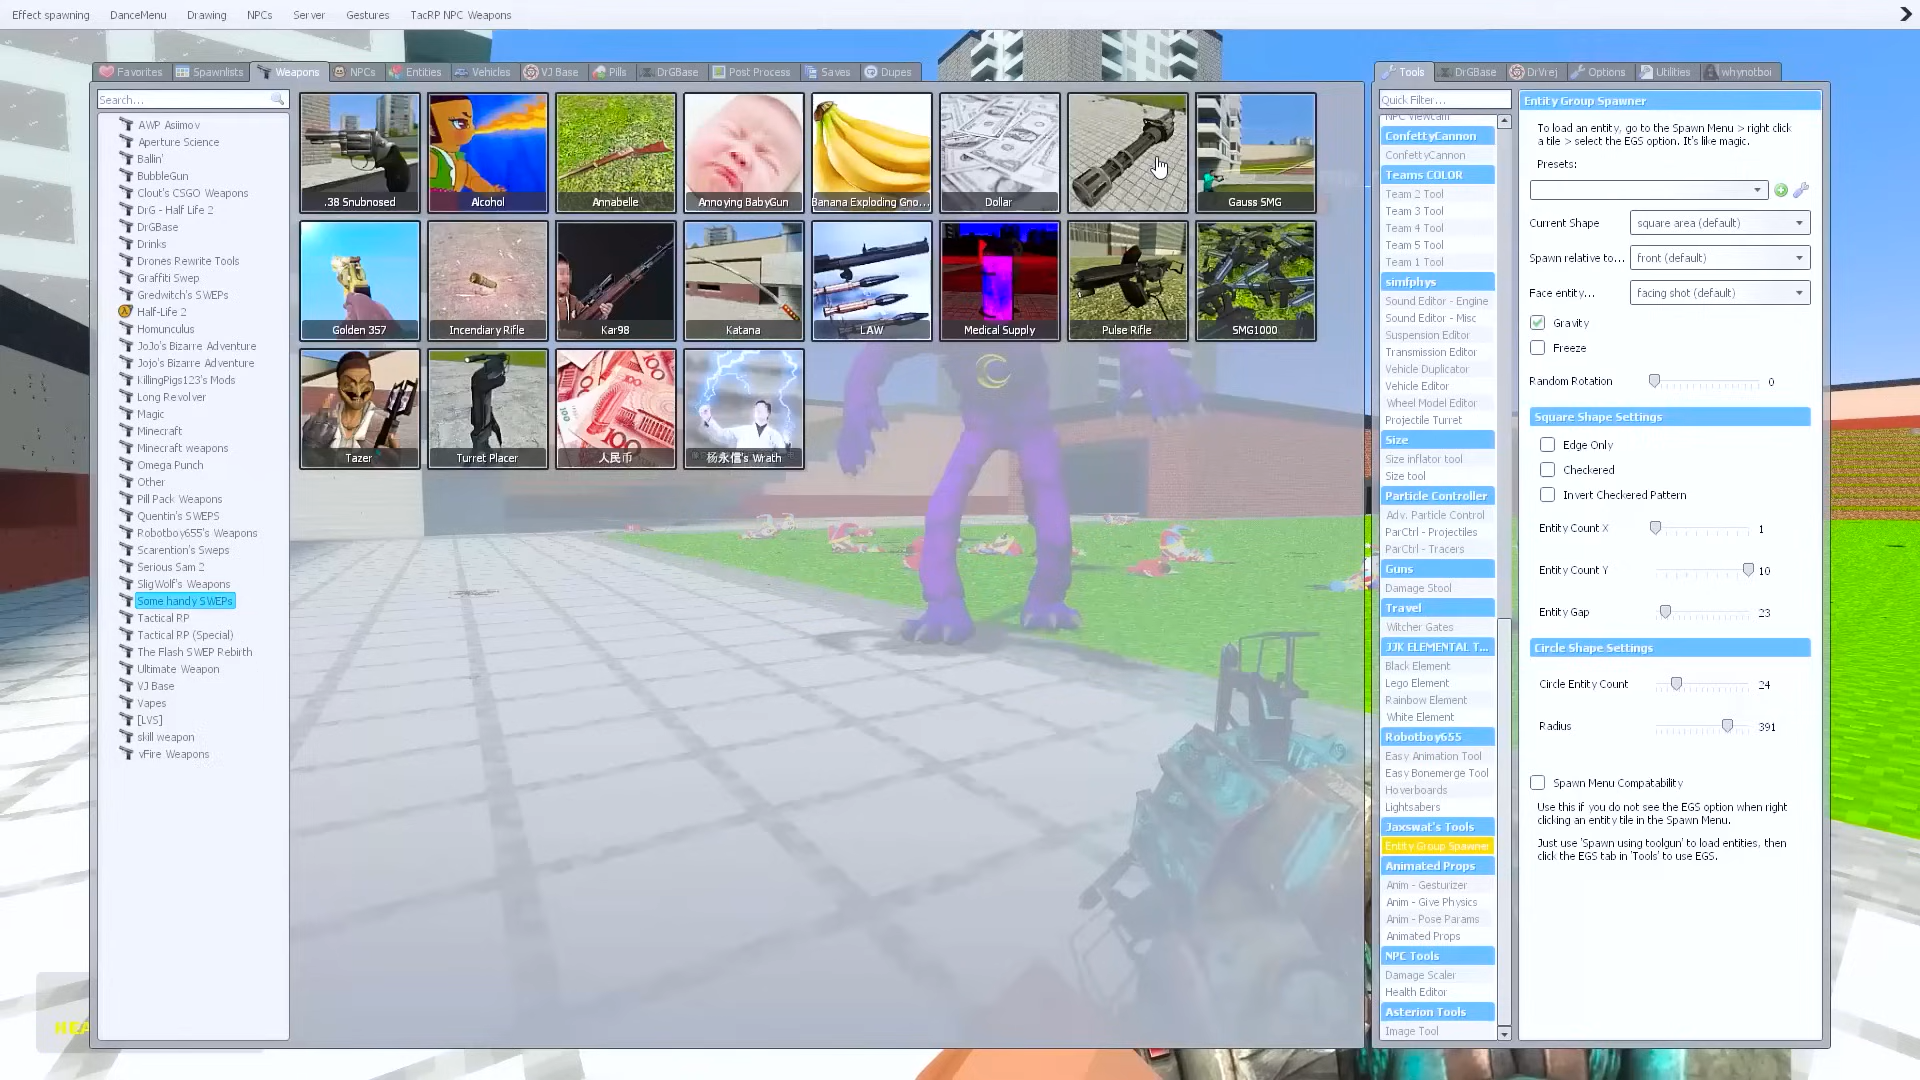 Effect spawning DanceMenu Drawing NPCs Server Gestures TacRP NPC Weapons
Favorites Spawnlists Weapons NPCs Entities Vehicles VJ Base Pills DrGBase Post Process Saves Dupes
Search...
AWP Asiimov
Aperture Science
Ballin'
BubbleGun
Clout's CSGO Weapons
DrG - Half Life 2
DrGBase
Drinks
Drones Rewrite Tools
Graffiti Swep
Gredwitch's SWEPs
Half-Life 2
Homunculus
JoJo's Bizarre Adventure
Jojo's Bizarre Adventure
KillingPigs123's Mods
Long Revolver
Magic
Minecraft
Minecraft weapons
Omega Punch
Other
Pill Pack Weapons
Quentin's SWEPS
Robotboy655's Weapons
Scarention's Sweps
Serious Sam 2
SligWolf's Weapons
Some handy SWEPs
Tactical RP
Tactical RP (Special)
The Flash SWEP Rebirth
Ultimate Weapon
VJ Base
Vapes
[LVS]
skill weapon
vFire Weapons
.38 Snubnosed
Alcohol
Annabelle
Annoying BabyGun
Banana Exploding Gno...
Dollar
Gauss SMG
Golden 357
Incendiary Rifle
Kar98
Katana
LAW
Medical Supply
Pulse Rifle
SMG1000
Tazer
Turret Placer
人民币
杨永信's Wrath
Tools DrGBase DrVrej Options Utilities whynotboi
Quick Filter...
NPC Viewcam
ConfettyCannon
ConfettyCannon
Teams COLOR
Team 2 Tool
Team 3 Tool
Team 4 Tool
Team 5 Tool
Team 1 Tool
simfphys
Sound Editor - Engine
Sound Editor - Misc
Suspension Editor
Transmission Editor
Vehicle Duplicator
Vehicle Editor
Wheel Model Editor
Projectile Turret
Size
Size inflator tool
Size tool
Particle Controller
Adv. Particle Control
ParCtrl - Projectiles
ParCtrl - Tracers
Guns
Damage Stool
Travel
Witcher Gates
JJK ELEMENTAL T...
Black Element
Lego Element
Rainbow Element
White Element
Robotboy655
Easy Animation Tool
Easy Bonemerge Tool
Hoverboards
Lightsabers
Jaxswat's Tools
Entity Group Spawner
Animated Props
Anim - Gesturizer
Anim - Give Physics
Anim - Pose Params
Animated Props
NPC Tools
Damage Scaler
Health Editor
Asterion Tools
Image Tool
Entity Group Spawner
To load an entity, go to the Spawn Menu > right click
a tile > select the EGS option. It's like magic.
Presets:
Current Shape square area (default)
Spawn relative to... front (default)
Face entity... facing shot (default)
Gravity
Freeze
Random Rotation 0
Square Shape Settings
Edge Only
Checkered
Invert Checkered Pattern
Entity Count X 1
Entity Count Y 10
Entity Gap 23
Circle Shape Settings
Circle Entity Count 24
Radius 391
Spawn Menu Compatability
Use this if you do not see the EGS option when right
clicking an entity tile in the Spawn Menu.
Just use 'Spawn using toolgun' to load entities, then
click the EGS tab in 'Tools' to use EGS.